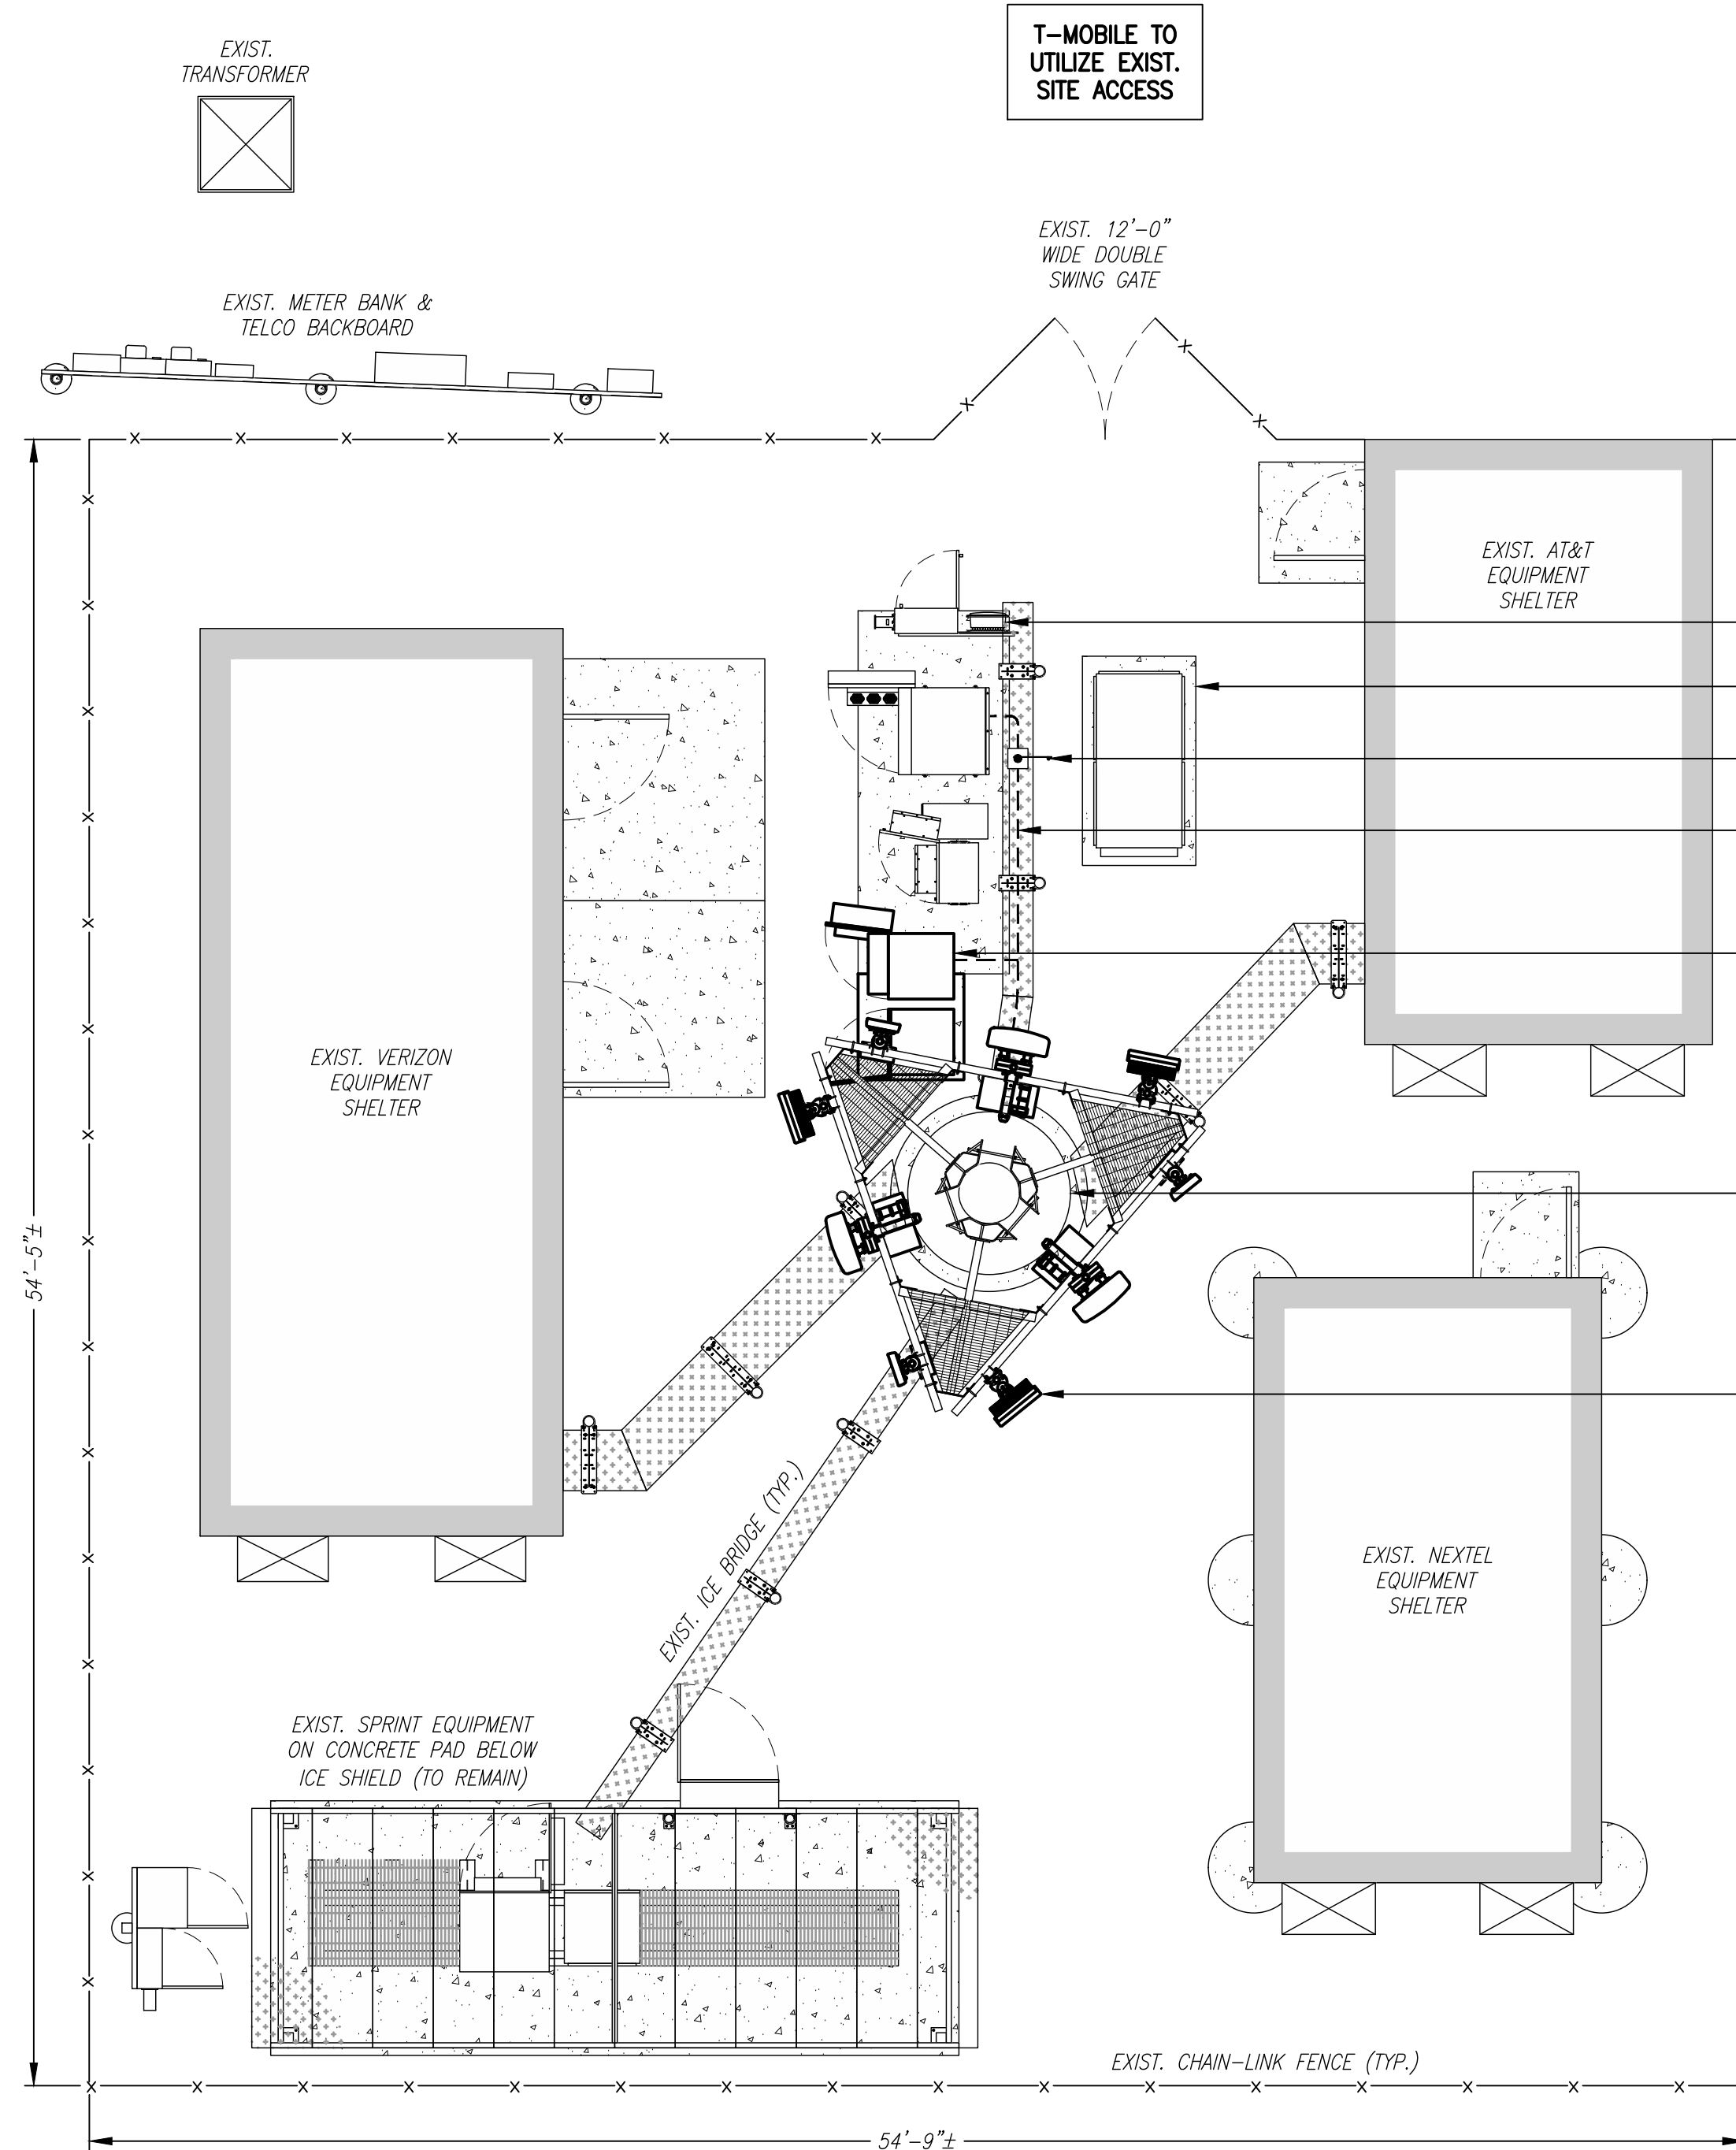 T-MOBILE TO
UTILIZE EXIST.
SITE ACCESS
EXIST.
TRANSFORMER
EXIST. 12'-0"
WIDE DOUBLE
SWING GATE
EXIST. METER BANK &
TELCO BACKBOARD
EXIST. AT&T
EQUIPMENT
SHELTER
EXIST. VERIZON
EQUIPMENT
SHELTER
54'-5"±
EXIST. ICE BRIDGE (TYP.)
EXIST. NEXTEL
EQUIPMENT
SHELTER
EXIST. SPRINT EQUIPMENT
ON CONCRETE PAD BELOW
ICE SHIELD (TO REMAIN)
EXIST. CHAIN-LINK FENCE (TYP.)
54'-9"±